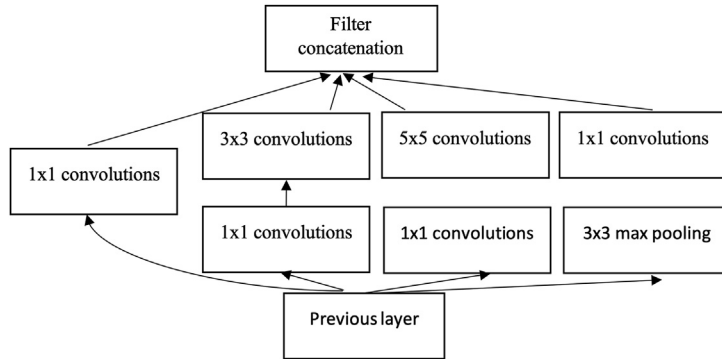 Filter
concatenation
3x3 convolutions
5x5 convolutions
1x1 convolutions
1x1 convolutions
1x1 convolutions
1x1 convolutions
3x3 max pooling
Previous layer